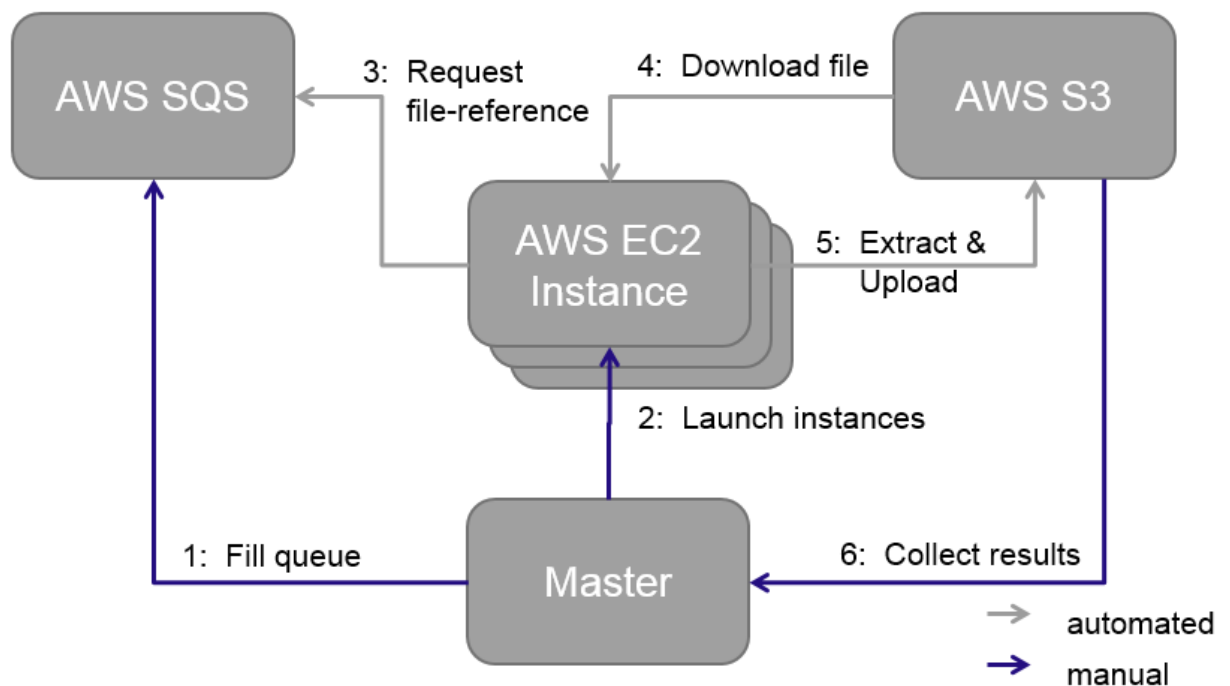 AWS SQS
3: Request
file-reference
4: Download file
AWS S3
AWS EC2
Instance
5: Extract &
Upload
2: Launch instances
1: Fill queue
Master
6: Collect results
automated
manual